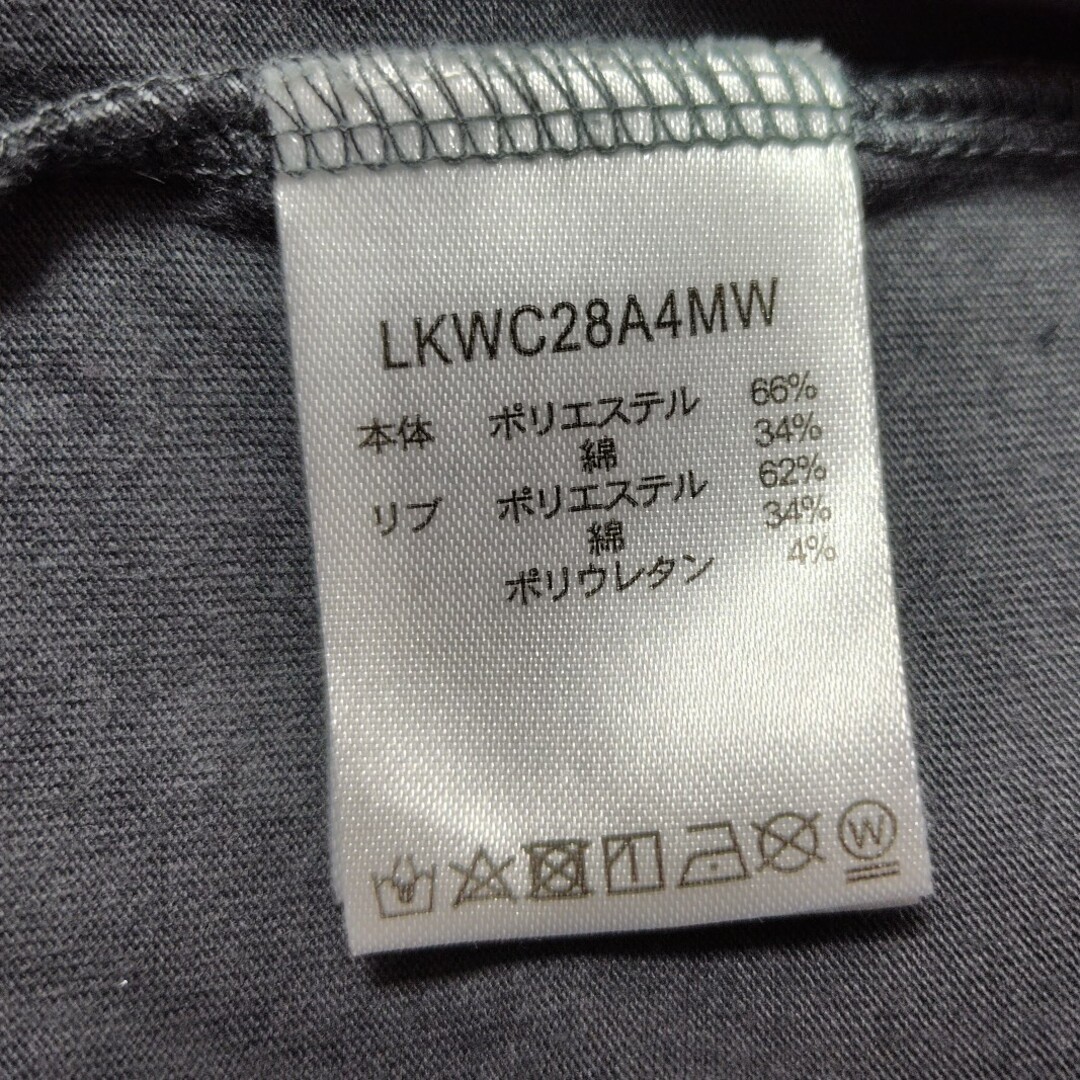 LKWC28A4MW
本体 ポリエステル 66%
綿 34%
リブ ポリエステル 62%
綿 34%
ポリウレタン 4%
W